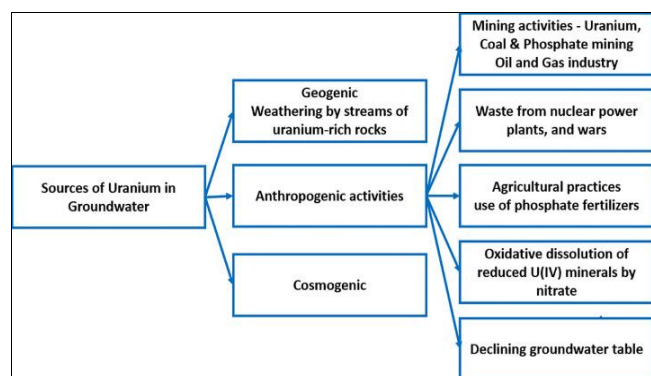 Sources of Uranium in
Groundwater
Geogenic
Weathering by streams of
uranium-rich rocks
Anthropogenic activities
Cosmogenic
Mining activities - Uranium,
Coal & Phosphate mining
Oil and Gas industry
Waste from nuclear power
plants, and wars
Agricultural practices
use of phosphate fertilizers
Oxidative dissolution of
reduced U(IV) minerals by
nitrate
Declining groundwater table